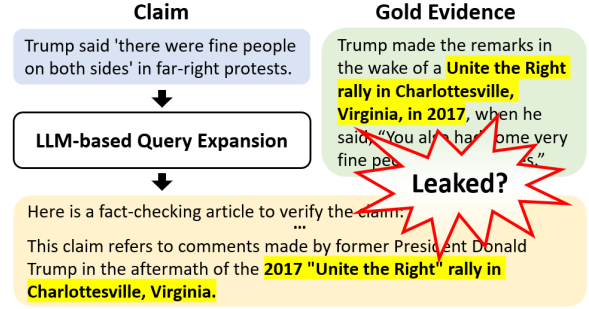 Claim
Trump said 'there were fine people
on both sides' in far-right protests.
LLM-based Query Expansion
Gold Evidence
Trump made the remarks in
the wake of a Unite the Right
rally in Charlottesville,
Virginia, in 2017, when he
said, “You also had some very
fine
Leaked?
Here is a fact-checking article to verify the claim.
...
This claim refers to comments made by former President Donald
Trump in the aftermath of the 2017 "Unite the Right" rally in
Charlottesville, Virginia.